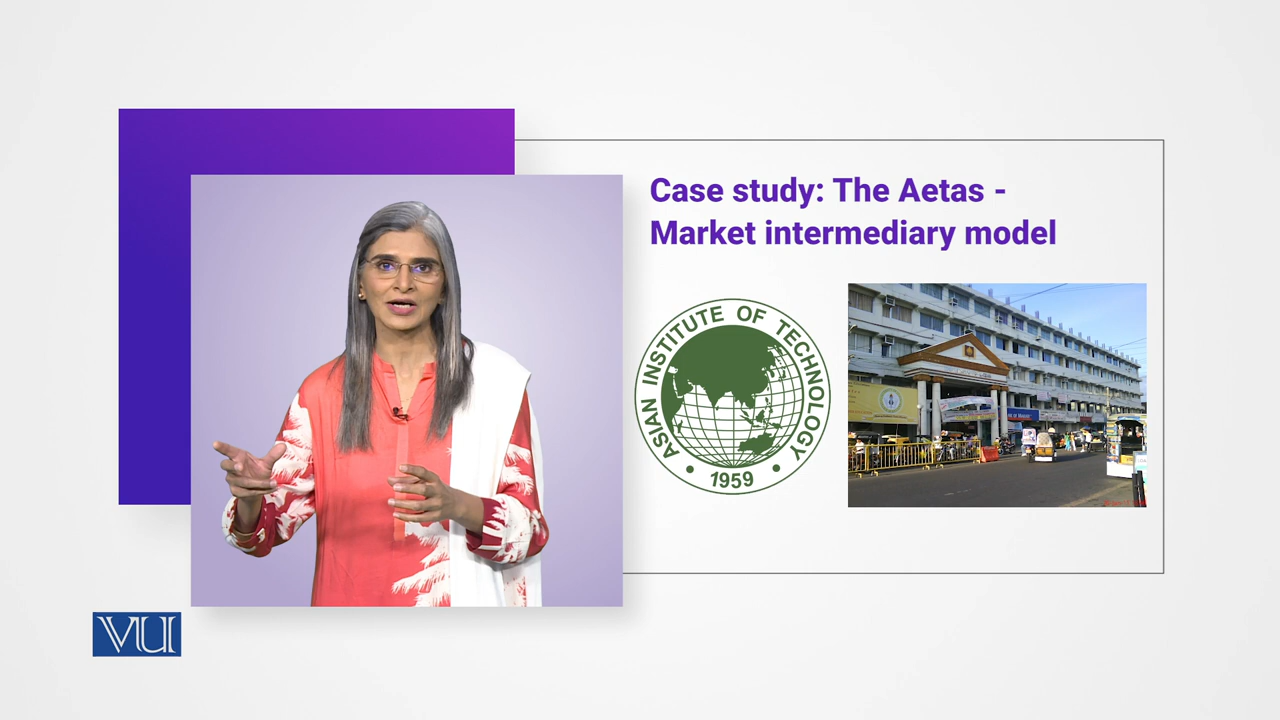 Case study: The Aetas -
Market intermediary model
ASIAN INSTITUTE OF TECHNOLOGY
• 1959 •
VU